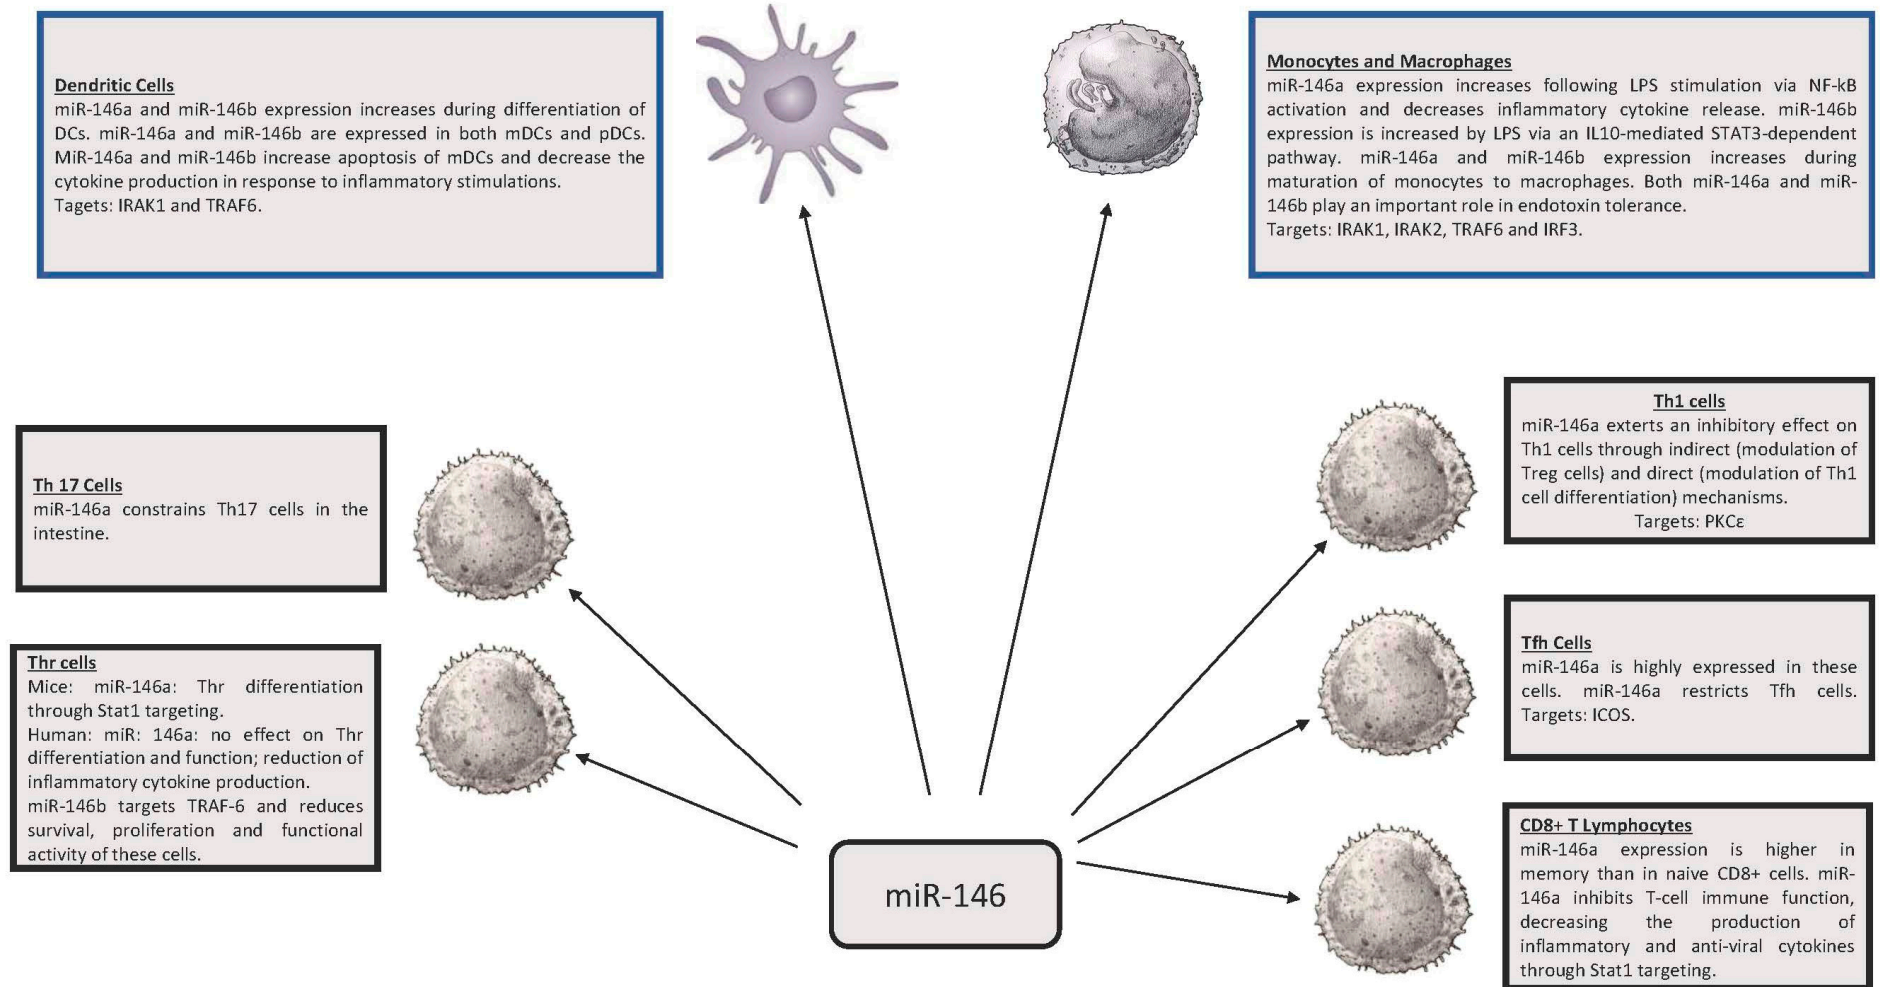 Dendritic Cells
miR-146a and miR-146b expression increases during differentiation of
DCs. miR-146a and miR-146b are expressed in both mDCs and pDCs.
MiR-146a and miR-146b increase apoptosis of mDCs and decrease the
cytokine production in response to inflammatory stimulations.
Tagets: IRAK1 and TRAF6.
Monocytes and Macrophages
miR-146a expression increases following LPS stimulation via NF-kB
activation and decreases inflammatory cytokine release. miR-146b
expression is increased by LPS via an IL10-mediated STAT3-dependent
pathway. miR-146a and miR-146b expression increases during
maturation of monocytes to macrophages. Both miR-146a and miR-
146b play an important role in endotoxin tolerance.
Targets: IRAK1, IRAK2, TRAF6 and IRF3.
Th 17 Cells
miR-146a constrains Th17 cells in the
intestine.
Thr cells
Mice: miR-146a: Thr differentiation
through Stat1 targeting.
Human: miR: 146a: no effect on Thr
differentiation and function; reduction of
inflammatory cytokine production.
miR-146b targets TRAF-6 and reduces
survival, proliferation and functional
activity of these cells.
Th1 cells
miR-146a exterts an inhibitory effect on
Th1 cells through indirect (modulation of
Treg cells) and direct (modulation of Th1
cell differentiation) mechanisms.
Targets: PKCε
Tfh Cells
miR-146a is highly expressed in these
cells. miR-146a restricts Tfh cells.
Targets: ICOS.
CD8+ T Lymphocytes
miR-146a expression is higher in
memory than in naive CD8+ cells. miR-
146a inhibits T-cell immune function,
decreasing the production of
inflammatory and anti-viral cytokines
through Stat1 targeting.
miR-146